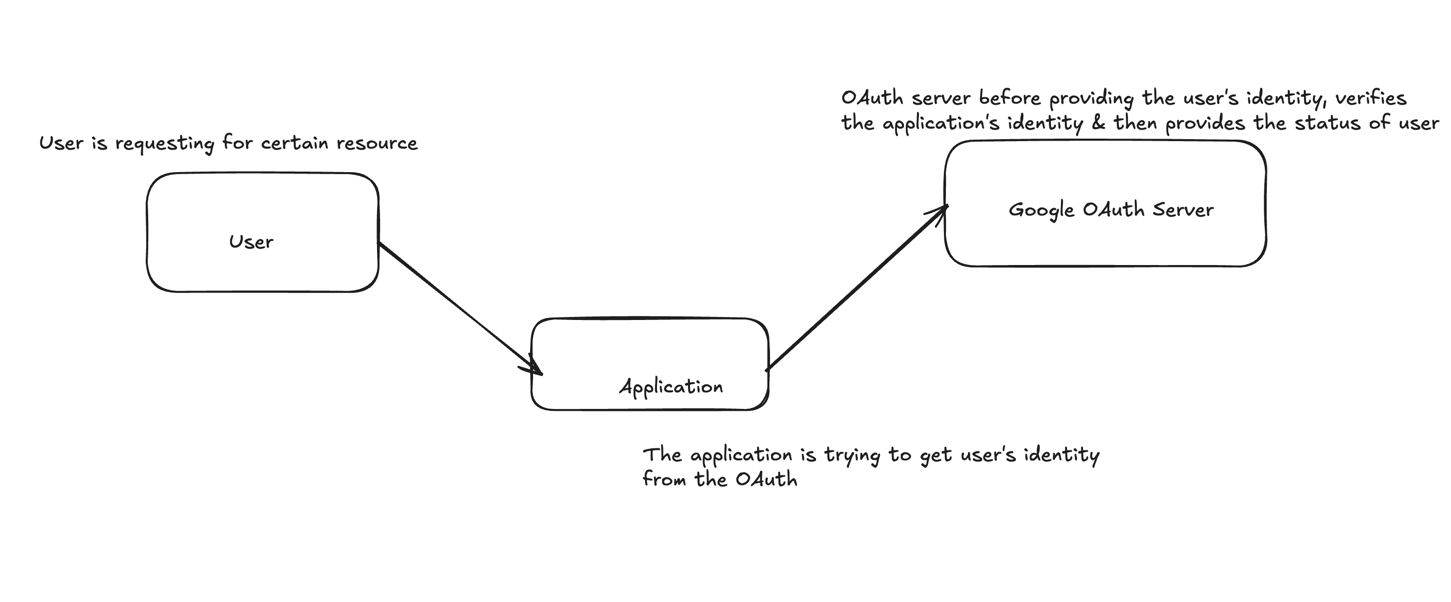 OAuth server before providing the user's identity, verifies
the application's identity & then provides the status of user
User is requesting for certain resource
Google OAuth Server
User
Application
The application is trying to get user's identity
from the OAuth